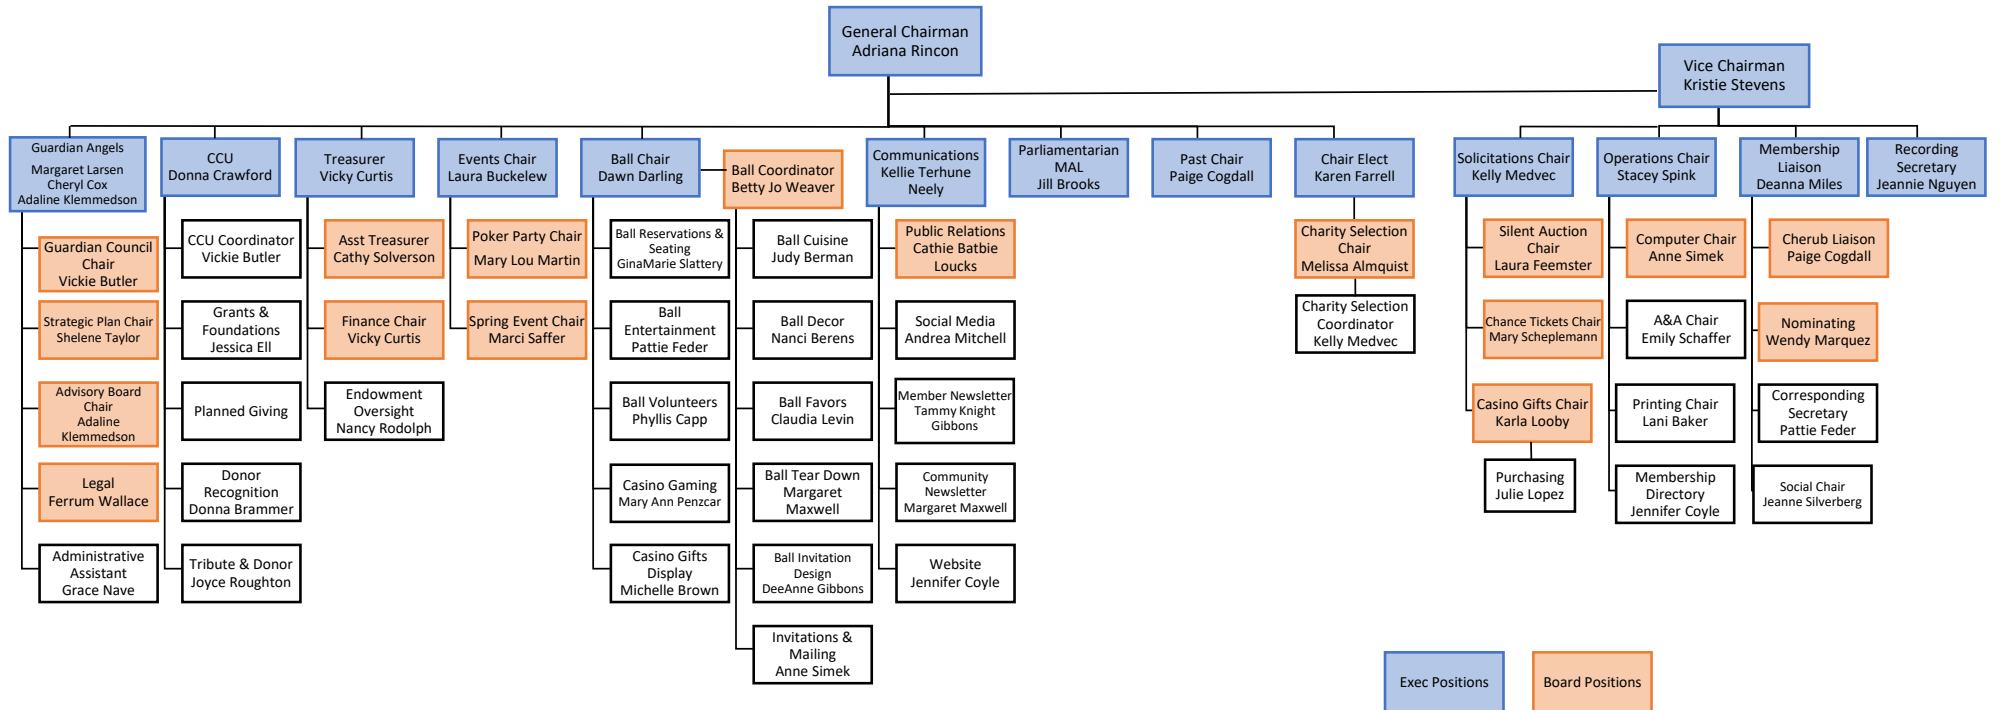 General Chairman
Adriana Rincon
Vice Chairman
Kristie Stevens
Guardian Angels
Margaret Larsen
Cheryl Cox
Adaline Klemmedson
CCU
Donna Crawford
Treasurer
Vicky Curtis
Events Chair
Laura Buckelew
Ball Chair
Dawn Darling
Ball Coordinator
Betty Jo Weaver
Communications
Kellie Terhune
Neely
Parliamentarian
MAL
Jill Brooks
Past Chair
Paige Cogdall
Chair Elect
Karen Farrell
Solicitations Chair
Kelly Medvec
Operations Chair
Stacey Spink
Membership
Liaison
Deanna Miles
Recording
Secretary
Jeannie Nguyen
Guardian Council
Chair
Vickie Butler
CCU Coordinator
Vickie Butler
Asst Treasurer
Cathy Solverson
Poker Party Chair
Mary Lou Martin
Ball Reservations &
Seating
GinaMarie Slattery
Ball Cuisine
Judy Berman
Public Relations
Cathie Batbie
Loucks
Charity Selection
Chair
Melissa Almquist
Silent Auction
Chair
Laura Feemster
Computer Chair
Anne Simek
Cherub Liaison
Paige Cogdall
Strategic Plan Chair
Shelene Taylor
Grants &
Foundations
Jessica Ell
Finance Chair
Vicky Curtis
Spring Event Chair
Marci Saffer
Ball
Entertainment
Pattie Feder
Ball Decor
Nanci Berens
Social Media
Andrea Mitchell
Charity Selection
Coordinator
Kelly Medvec
Chance Tickets Chair
Mary Scheplemann
A&A Chair
Emily Schaffer
Nominating
Wendy Marquez
Advisory Board
Chair
Adaline
Klemmedson
Planned Giving
Endowment
Oversight
Nancy Rodolph
Ball Volunteers
Phyllis Capp
Ball Favors
Claudia Levin
Member Newsletter
Tammy Knight
Gibbons
Casino Gifts Chair
Karla Looby
Printing Chair
Lani Baker
Corresponding
Secretary
Pattie Feder
Legal
Ferrum Wallace
Donor
Recognition
Donna Brammer
Casino Gaming
Mary Ann Penzcar
Ball Tear Down
Margaret
Maxwell
Community
Newsletter
Margaret Maxwell
Purchasing
Julie Lopez
Membership
Directory
Jennifer Coyle
Social Chair
Jeanne Silverberg
Administrative
Assistant
Grace Nave
Tribute & Donor
Joyce Roughton
Casino Gifts
Display
Michelle Brown
Ball Invitation
Design
DeeAnne Gibbons
Website
Jennifer Coyle
Invitations &
Mailing
Anne Simek
Exec Positions
Board Positions